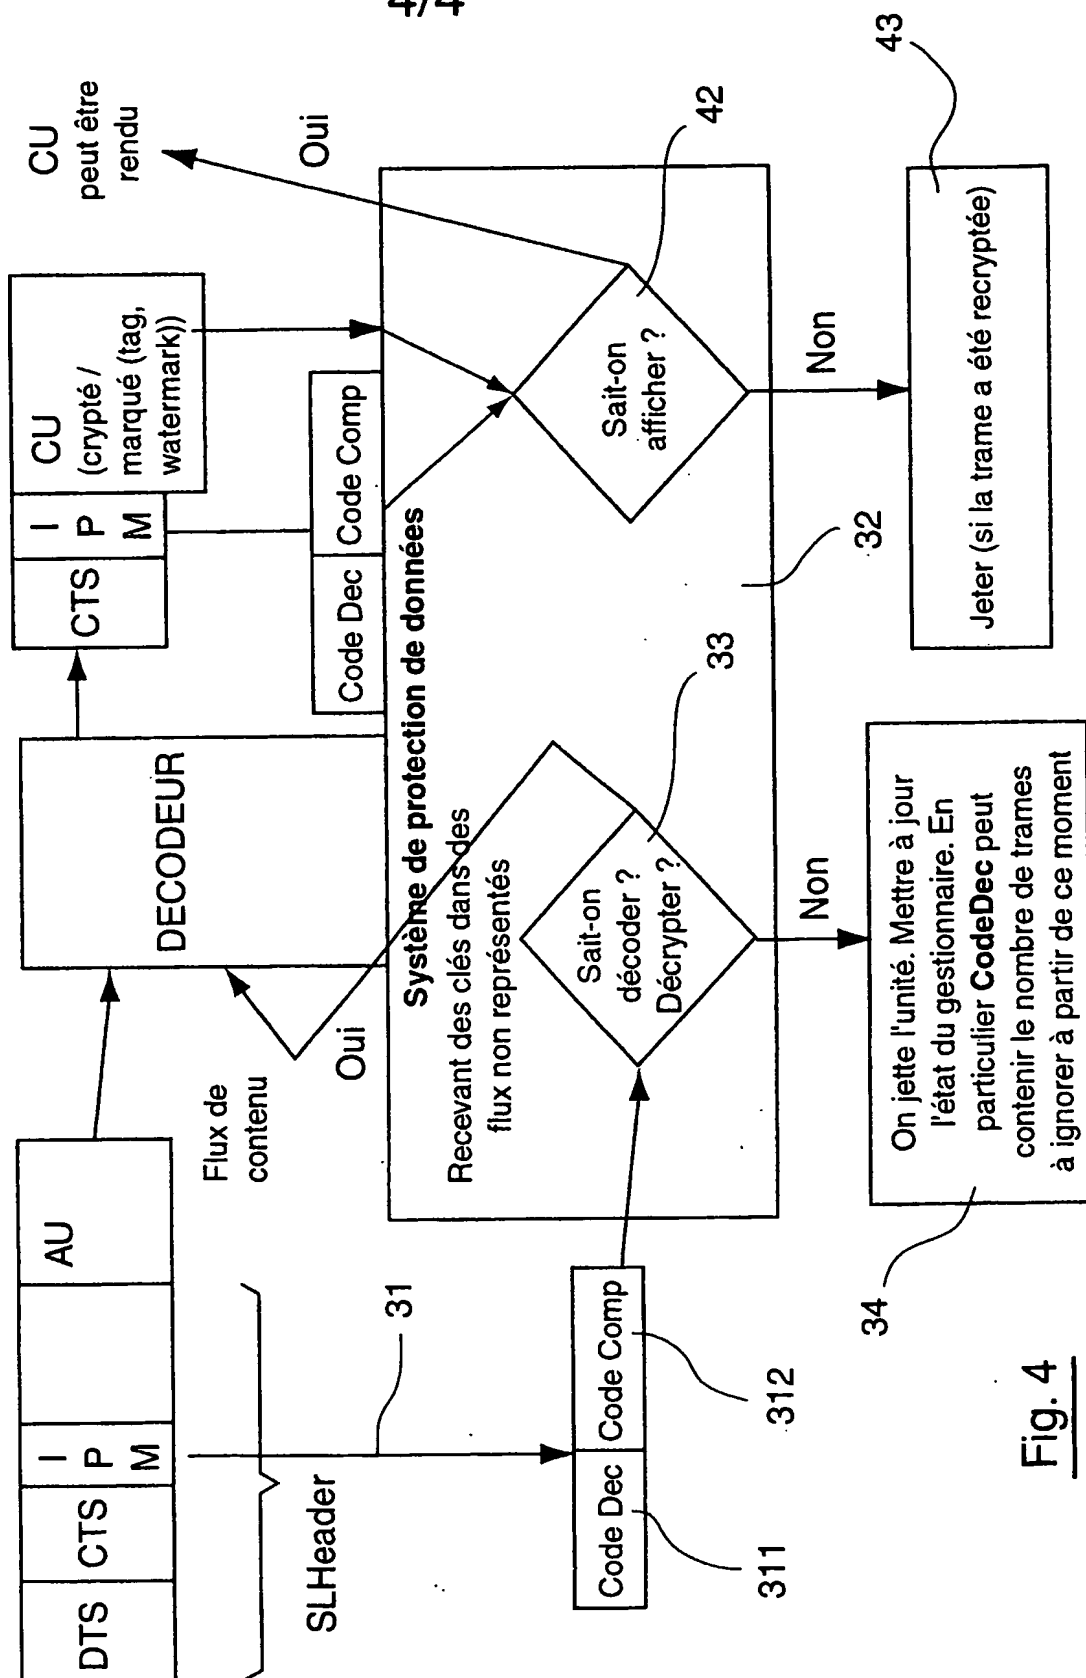 4/4
DTS
CTS
I
P
M
AU
SLHeader
31
Flux de
contenu
DECODEUR
CTS
I
P
M
CU
(crypté /
marqué (tag,
watermark))
CU
peut être
rendu
Oui
Oui
Code Dec
Code Comp
Code Dec
Code Comp
311
312
Système de protection de données
Recevant des clés dans des
flux non représentés
Sait-on
décoder ?
Décrypter ?
33
32
Sait-on
afficher ?
42
Non
Non
On jette l'unité. Mettre à jour
l'état du gestionnaire. En
particulier CodeDec peut
contenir le nombre de trames
à ignorer à partir de ce moment
34
Jeter (si la trame a été recryptée)
43
Fig. 4